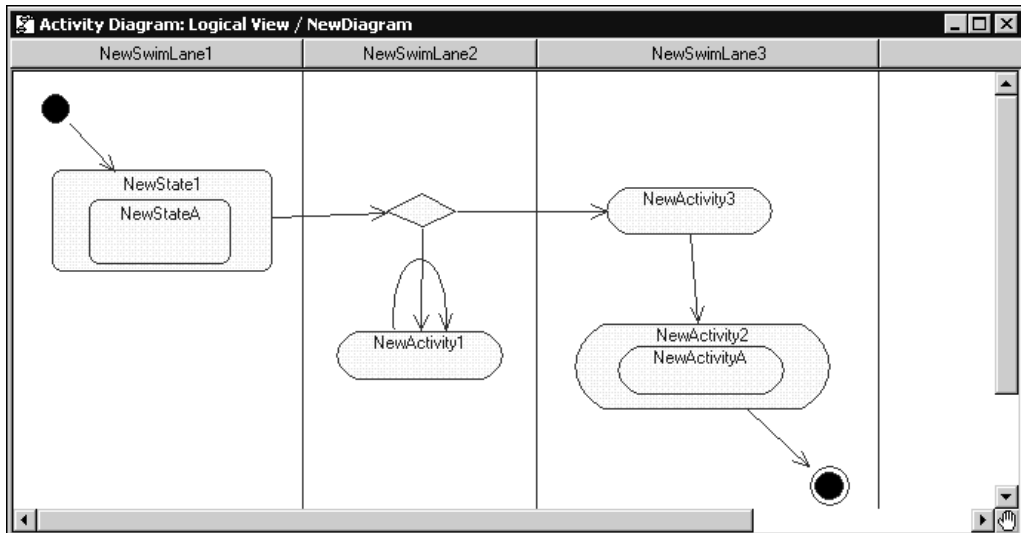 Activity Diagram: Logical View / NewDiagram
NewSwimLane1
NewSwimLane2
NewSwimLane3
NewState1
NewStateA
NewActivity3
NewActivity1
NewActivity2
NewActivityA